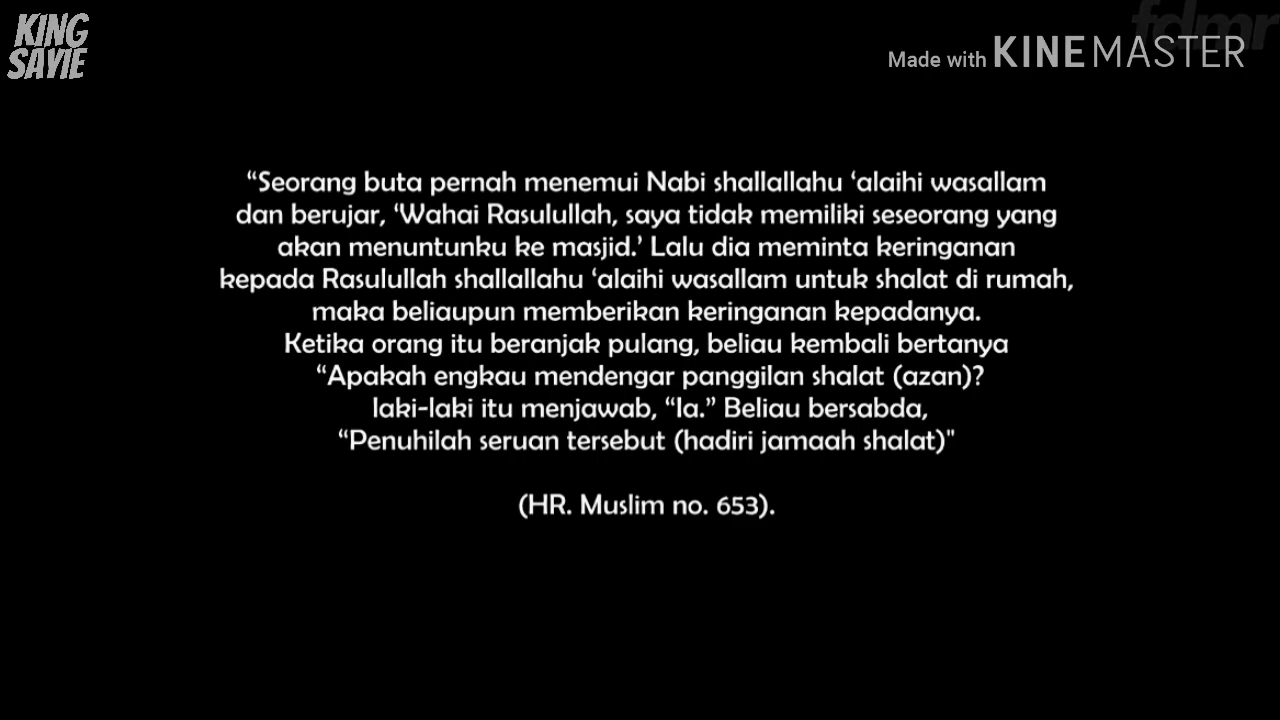 KING
SAVIE
fdmr
Made with KINEMASTER
“Seorang buta pernah menemui Nabi shallallahu ‘alaihi wasallam
dan berujar, ‘Wahai Rasulullah, saya tidak memiliki seseorang yang
akan menuntunku ke masjid.’ Lalu dia meminta keringanan
kepada Rasulullah shallallahu ‘alaihi wasallam untuk shalat di rumah,
maka beliaupun memberikan keringanan kepadanya.
Ketika orang itu beranjak pulang, beliau kembali bertanya
“Apakah engkau mendengar panggilan shalat (azan)?
laki-laki itu menjawab, “Ia.” Beliau bersabda,
“Penuhilah seruan tersebut (hadiri jamaah shalat)"
(HR. Muslim no. 653).